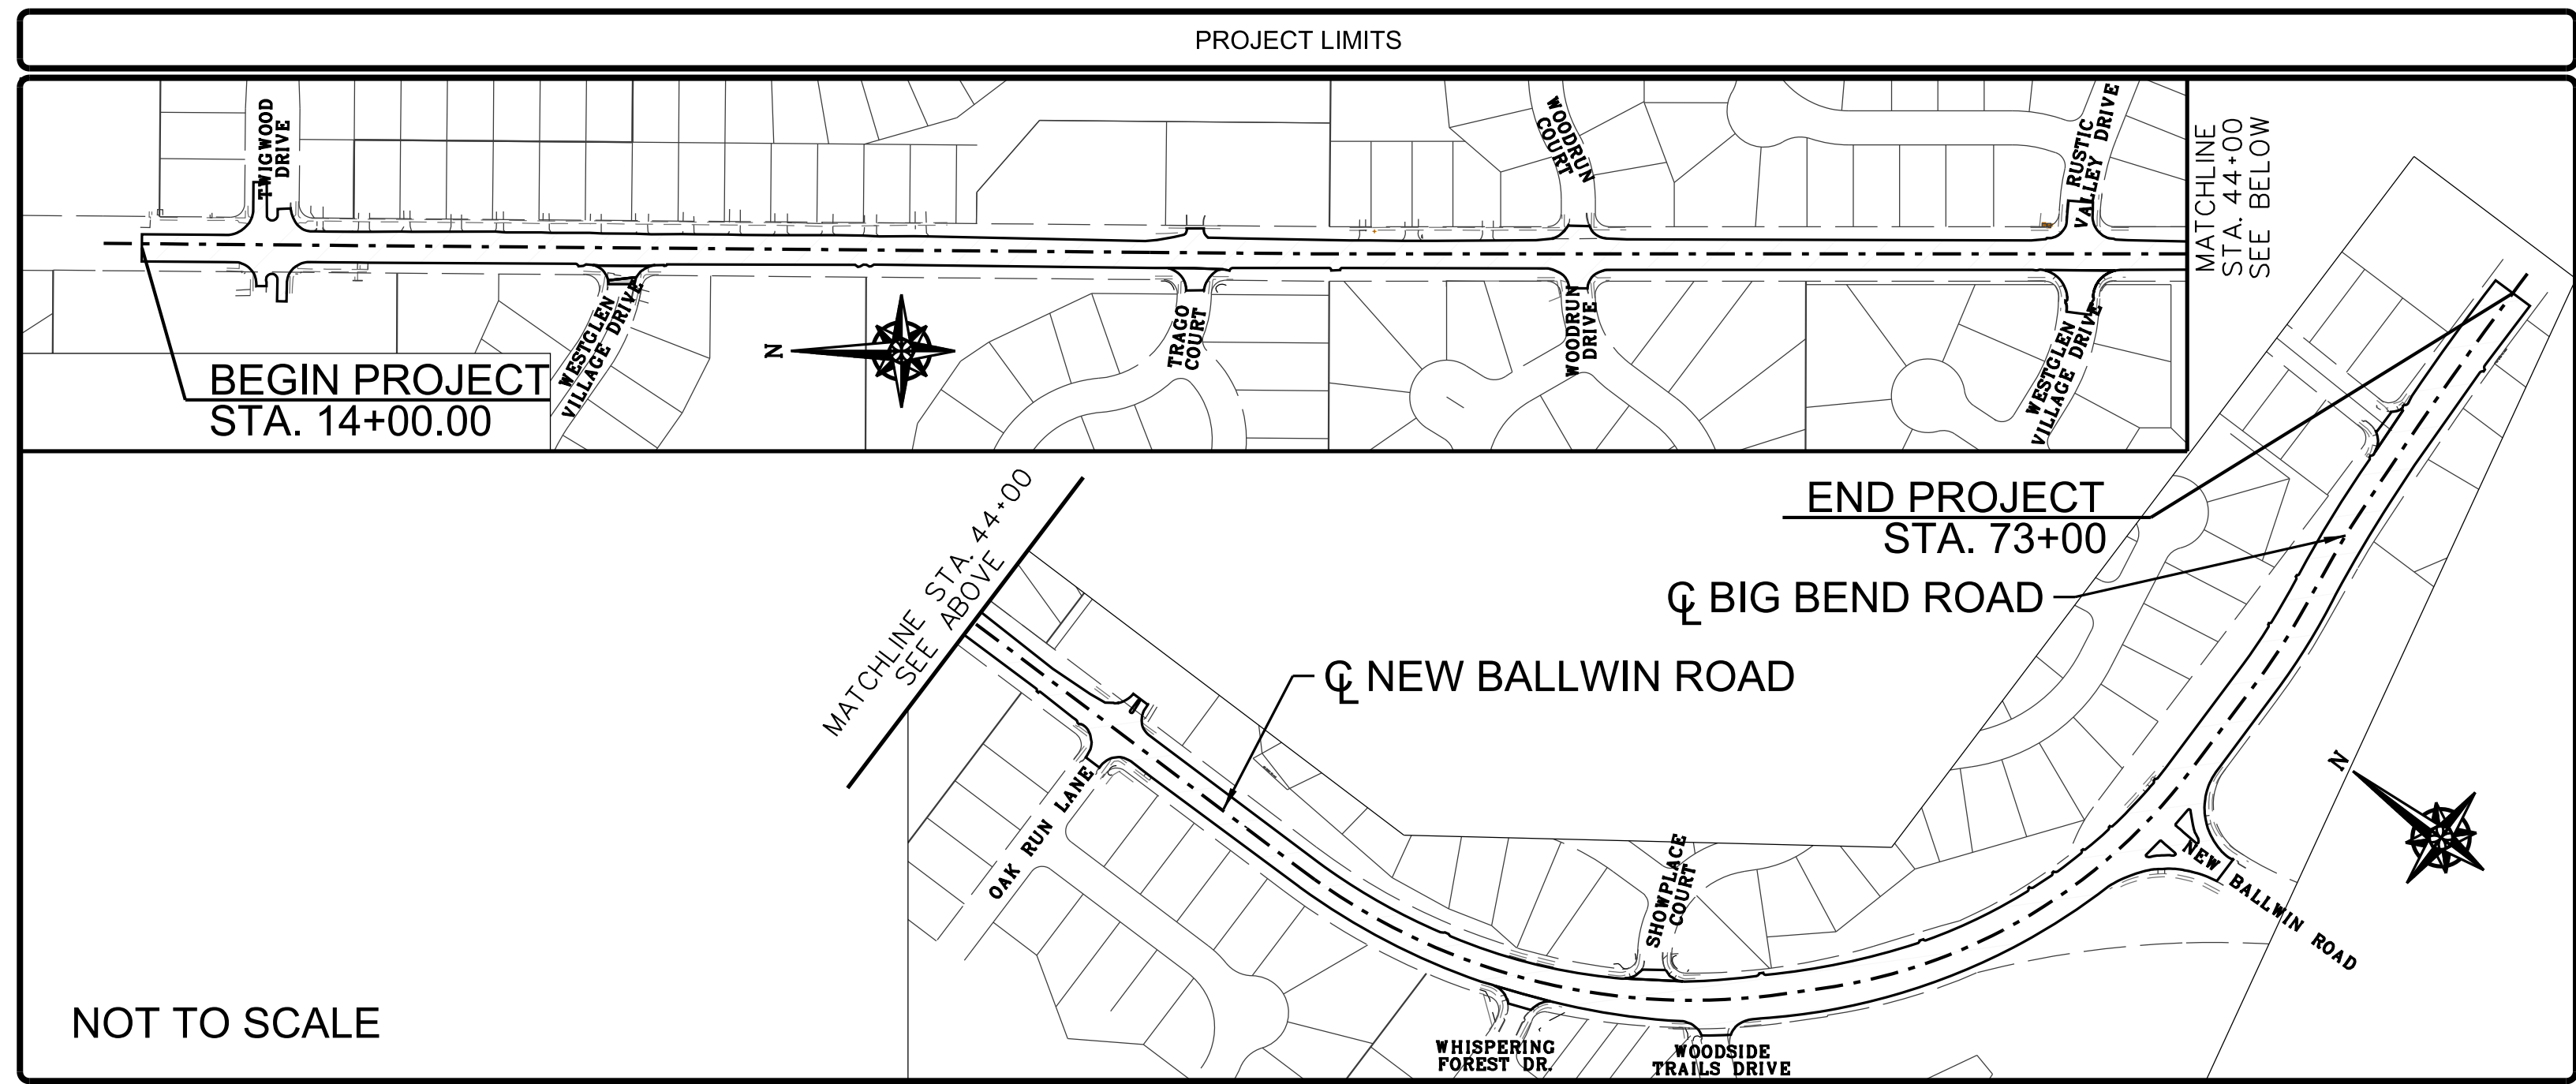 PROJECT LIMITS
TWIGWOOD
DRIVE
WOODRUN
COURT
RUSTIC
VALLEY DRIVE
MATCHLINE
STA. 44+00
SEE BELOW
BEGIN PROJECT
STA. 14+00.00
WESTGLEN
VILLAGE DRIVE
N
TRAGO
COURT
WOODRUN
DRIVE
WESTGLEN
VILLAGE DRIVE
MATCHLINE STA. 44+00
SEE ABOVE
END PROJECT
STA. 73+00
℄ BIG BEND ROAD
℄ NEW BALLWIN ROAD
OAK RUN LANE
SHOWPLACE
COURT
N
NEW BALLWIN ROAD
NOT TO SCALE
WHISPERING
FOREST DR.
WOODSIDE
TRAILS DRIVE